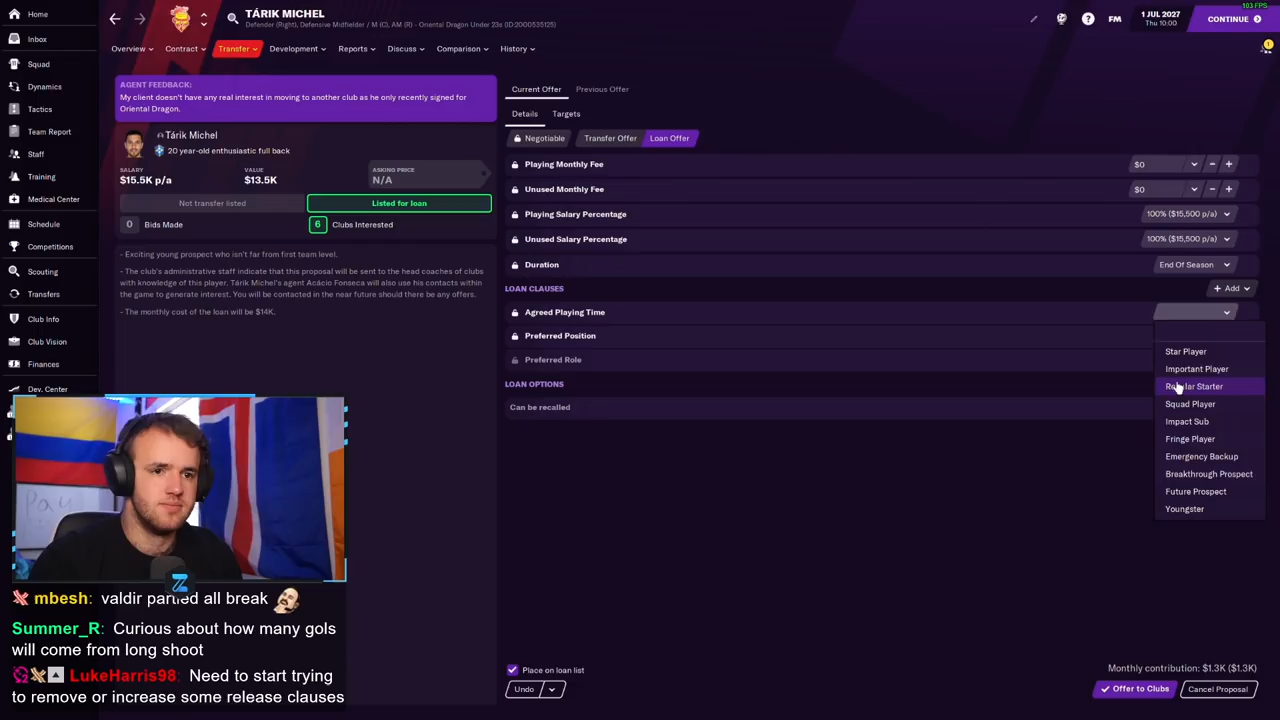 103 FPS
Home
TÁRIK MICHEL
Defender (Right), Defensive Midfielder / M (C), AM (R) - Oriental Dragon Under 23s (ID:2000535125)
FM
1 JUL 2027
Thu 10:00
CONTINUE
Inbox
Squad
Dynamics
Tactics
Team Report
Staff
Training
Medical Center
Schedule
Competitions
Scouting
Transfers
Club Info
Club Vision
Finances
Dev. Center
Overview
Contract
Transfer
Development
Reports
Discuss
Comparison
History
1
AGENT FEEDBACK:
My client doesn't have any real interest in moving to another club as he only recently signed for
Oriental Dragon.
Tárik Michel
20 year-old enthusiastic full back
SALARY
$15.5K p/a
VALUE
$13.5K
ASKING PRICE
N/A
Not transfer listed
Listed for loan
0 Bids Made
6 Clubs Interested
- Exciting young prospect who isn't far from first team level.
- The club's administrative staff indicate that this proposal will be sent to the head coaches of clubs
with knowledge of this player. Tárik Michel's agent Acácio Fonseca will also use his contacts within
the game to generate interest. You will be contacted in the near future should there be any offers.
- The monthly cost of the loan will be $14K.
Current Offer
Previous Offer
Details
Targets
Negotiable
Transfer Offer
Loan Offer
Playing Monthly Fee
$0
Unused Monthly Fee
$0
Playing Salary Percentage
100% ($15,500 p/a)
Unused Salary Percentage
100% ($15,500 p/a)
Duration
End Of Season
LOAN CLAUSES
Add
Agreed Playing Time
Preferred Position
Preferred Role
LOAN OPTIONS
Can be recalled
Star Player
Important Player
Regular Starter
Squad Player
Impact Sub
Fringe Player
Emergency Backup
Breakthrough Prospect
Future Prospect
Youngster
mbesh: valdir partied all break
Summer_R: Curious about how many gols
will come from long shoot
LukeHarris98: Need to start trying
to remove or increase some release clauses
Place on loan list
Undo
Monthly contribution: $1.3K ($1.3K)
Offer to Clubs
Cancel Proposal